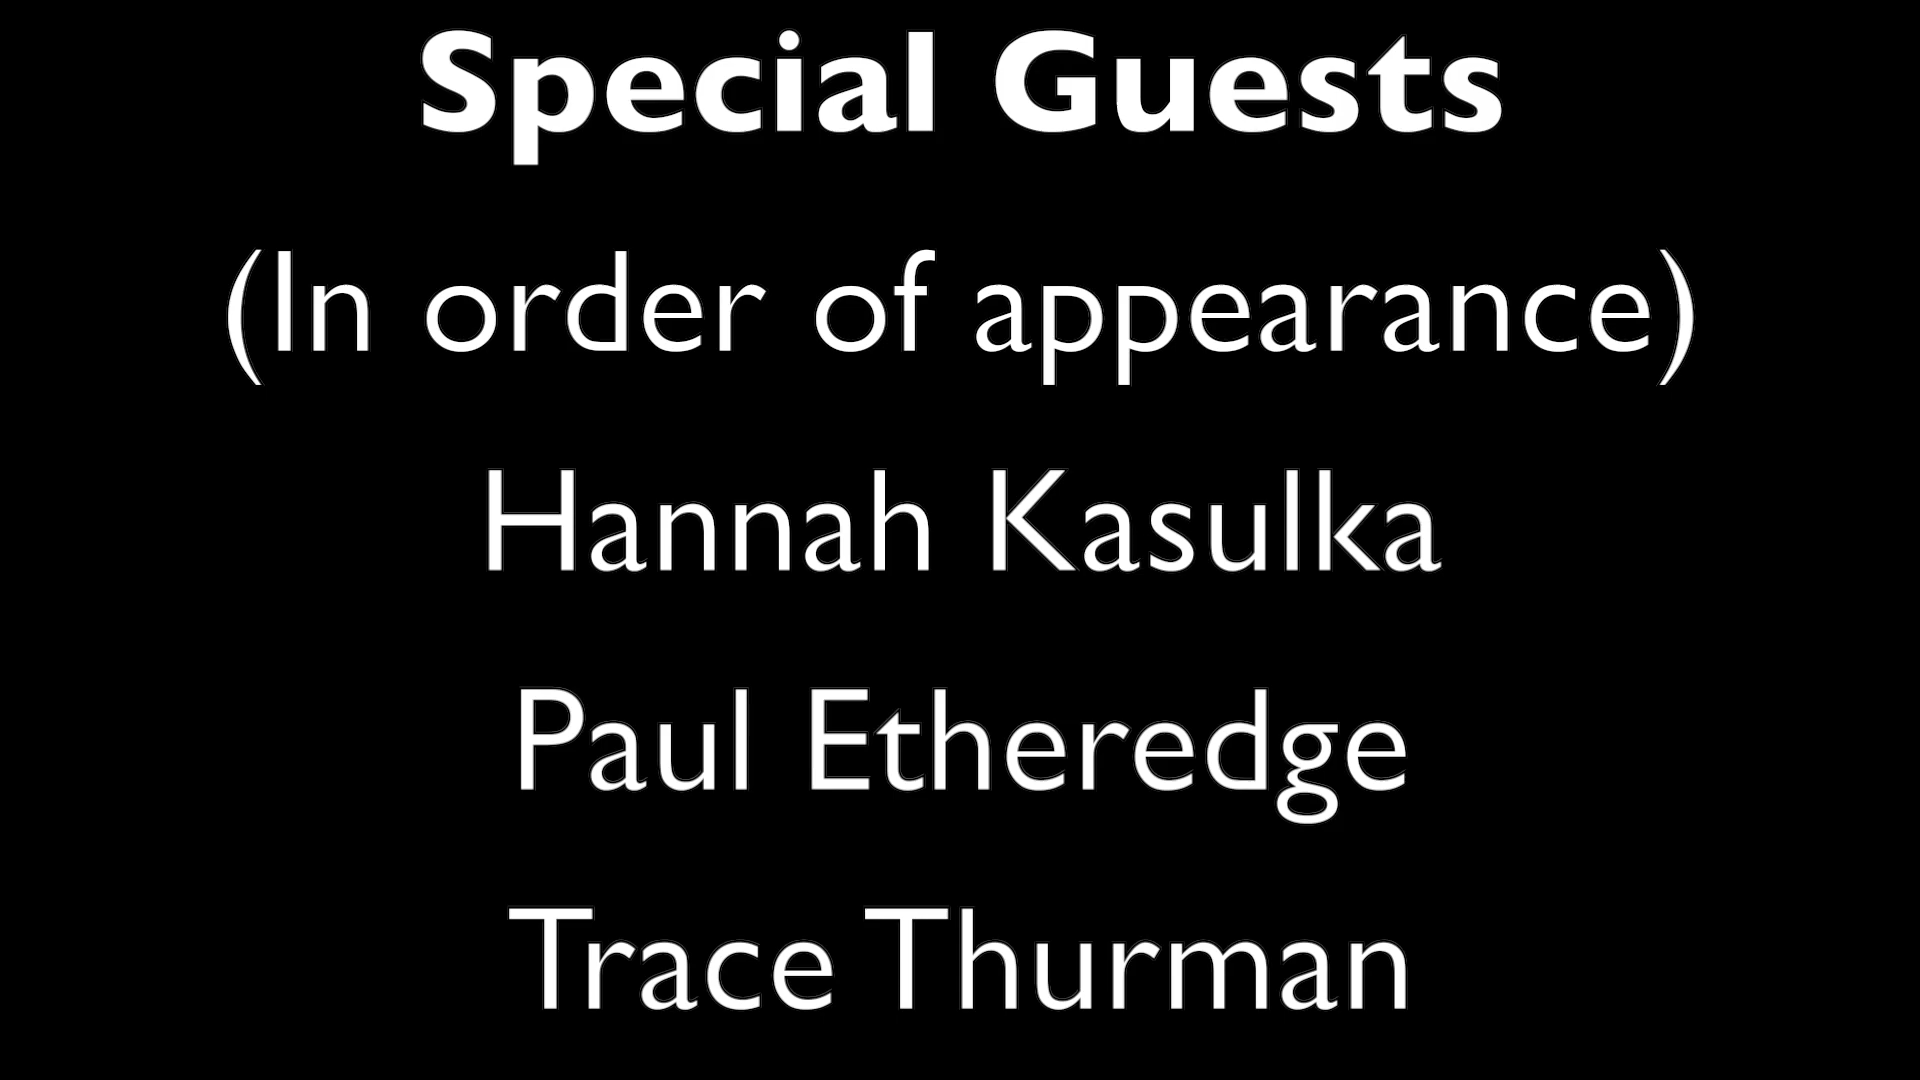 Special Guests
(In order of appearance)
Hannah Kasulka
Paul Etheredge
Trace Thurman